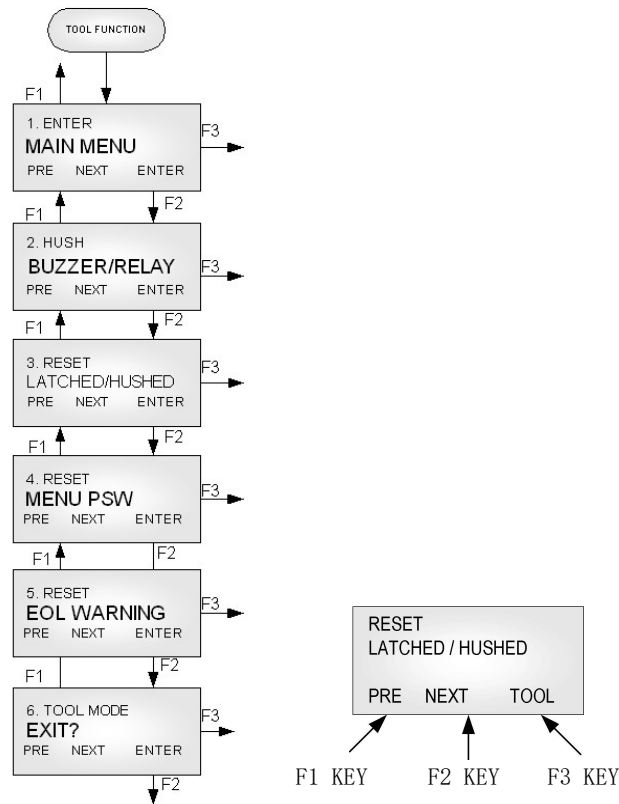 TOOL FUNCTION
F1
1. ENTER
MAIN MENU
PRE NEXT ENTER
F3
F1
F2
2. HUSH
BUZZER/RELAY
PRE NEXT ENTER
F3
F1
F2
3. RESET
LATCHED/HUSHED
PRE NEXT ENTER
F3
F1
F2
4. RESET
MENU PSW
PRE NEXT ENTER
F3
F1
F2
5. RESET
EOL WARNING
PRE NEXT ENTER
F3
F1
F2
6. TOOL MODE
EXIT?
PRE NEXT ENTER
F3
F2
RESET
LATCHED / HUSHED
PRE NEXT TOOL
F1 KEY F2 KEY F3 KEY